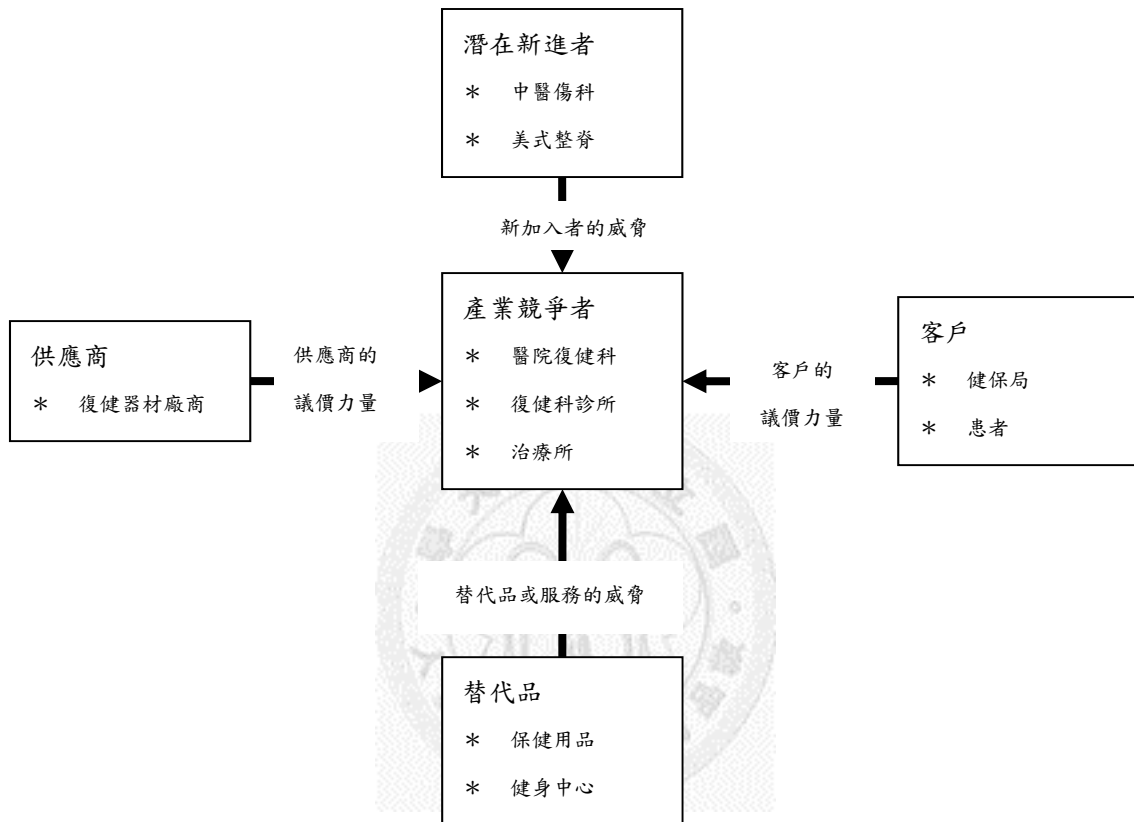 潛在新進者
＊ 中醫傷科
＊ 美式整脊
新加入者的威脅
產業競爭者
＊ 醫院復健科
＊ 復健科診所
＊ 治療所
供應商
＊ 復健器材廠商
供應商的
議價力量
客戶的
議價力量
客戶
＊ 健保局
＊ 患者
替代品或服務的威脅
替代品
＊ 保健用品
＊ 健身中心